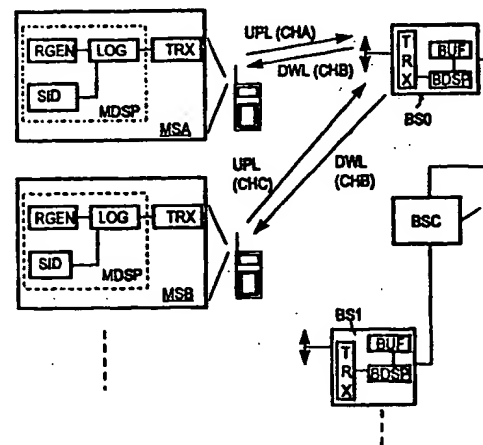 RGEN LOG TRX
SID
MDSP
MSA
UPL (CHA)
DWL (CHB)
T
R
X
BUF
BDSP
BS0
UPL
(CHC)
DWL
(CHB)
RGEN LOG TRX
SID
MDSP
MSB
BSC
BS1
T
R
X
BUF
BDSP